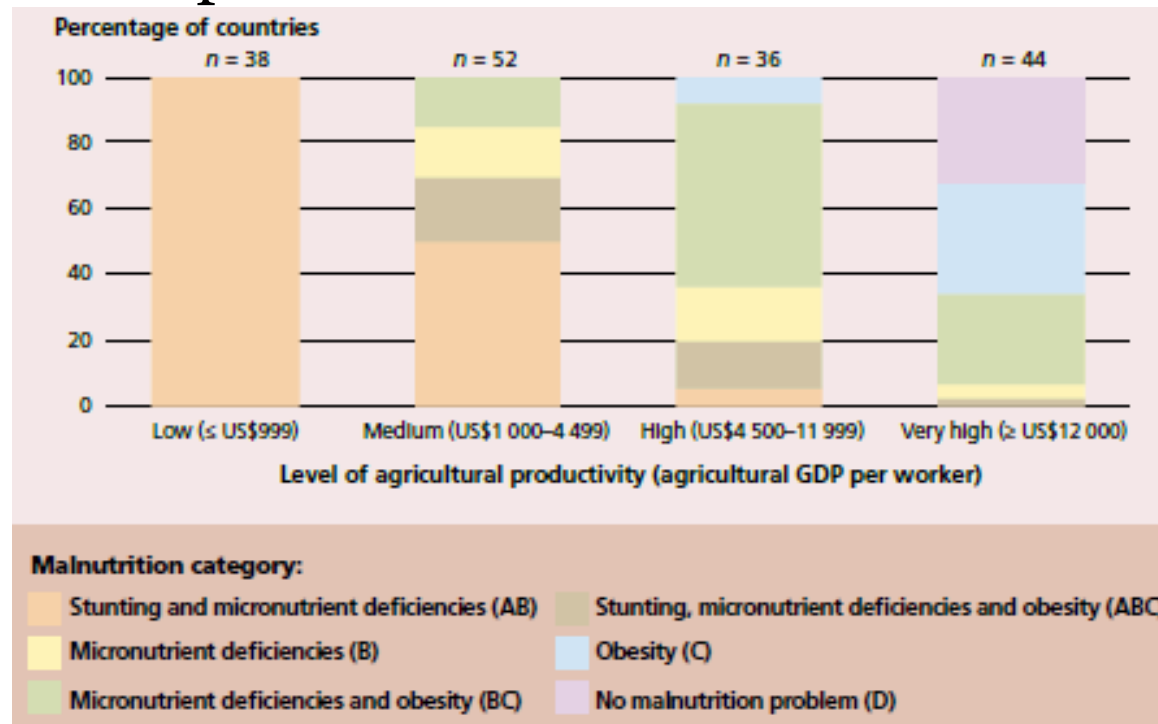 Percentage of countries
n = 38 n = 52 n = 36 n = 44
100
80
60
40
20
0
Low (≤ US$999) Medium (US$1 000–4 499) High (US$4 500–11 999) Very high (≥ US$12 000)
Level of agricultural productivity (agricultural GDP per worker)
Malnutrition category:
Stunting and micronutrient deficiencies (AB) Stunting, micronutrient deficiencies and obesity (ABC
Micronutrient deficiencies (B) Obesity (C)
Micronutrient deficiencies and obesity (BC) No malnutrition problem (D)